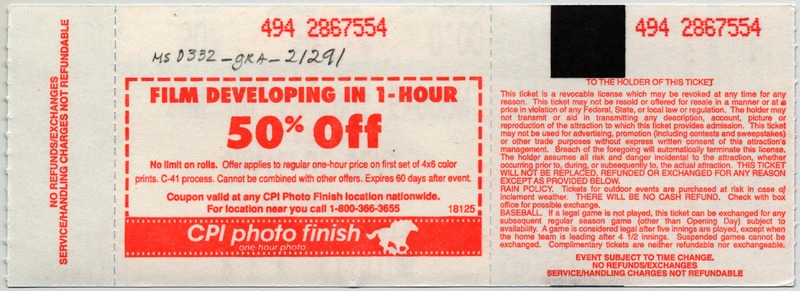 NO REFUNDS/EXCHANGES
SERVICE/HANDLING CHARGES NOT REFUNDABLE
494 2867554
MS D332-gRA-21291
FILM DEVELOPING IN 1-HOUR
50% Off
No limit on rolls. Offer applies to regular one-hour price on first set of 4x6 color
prints. C-41 process. Cannot be combined with other offers. Expires 60 days after event.
Coupon valid at any CPI Photo Finish location nationwide.
For location near you call 1-800-366-3655
18125
CPI photo finish
one hour photo
494 2867554
TO THE HOLDER OF THIS TICKET
This ticket is a revocable license which may be revoked at any time for any
reason. This ticket may not be resold or offered for resale in a manner or at a
price in violation of any Federal, State, or local law or regulation. The holder may
not transmit or aid in transmitting any description, account, picture or
reproduction of the attraction to which this ticket provides admission. This ticket
may not be used for advertising, promotion (including contests and sweepstakes)
or other trade purposes without express written consent of this attraction's
management. Breach of the foregoing will automatically terminate this license.
The holder assumes all risk and danger incidental to the attraction, whether
occurring prior to, during, or subsequently to, the actual attraction. THIS TICKET
WILL NOT BE REPLACED, REFUNDED OR EXCHANGED FOR ANY REASON
EXCEPT AS PROVIDED BELOW.
RAIN POLICY. Tickets for outdoor events are purchased at risk in case of
inclement weather. THERE WILL BE NO CASH REFUND. Check with box
office for possible exchange.
BASEBALL. If a legal game is not played, this ticket can be exchanged for any
subsequent regular season game (other than Opening Day) subject to
availability. A game is considered legal after five innings are played, except when
the home team is leading after 4 1/2 innings. Suspended games cannot be
exchanged. Complimentary tickets are neither refundable nor exchangeable.
EVENT SUBJECT TO TIME CHANGE.
NO REFUNDS/EXCHANGES
SERVICE/HANDLING CHARGES NOT REFUNDABLE